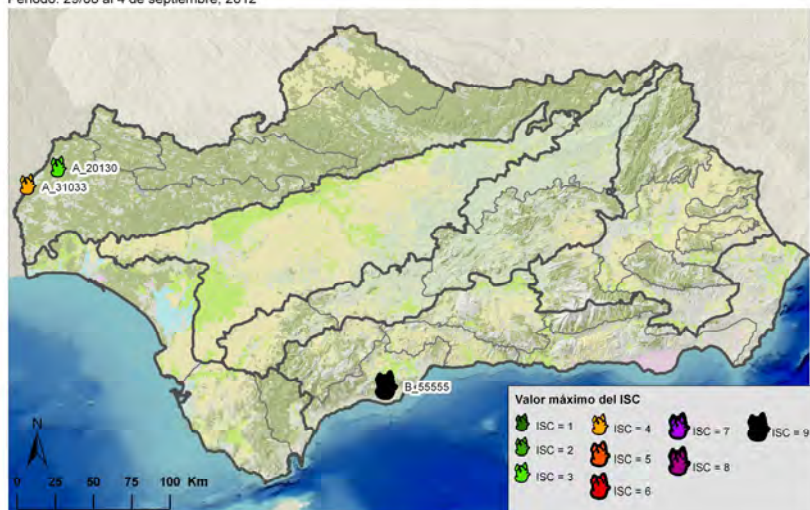 Período: 29/08 al 4 de septiembre, 2012
A_20130
A_31033
B_55555
N
0 25 50 75 100 Km
Valor máximo del ISC
ISC = 1
ISC = 2
ISC = 3
ISC = 4
ISC = 5
ISC = 6
ISC = 7
ISC = 8
ISC = 9